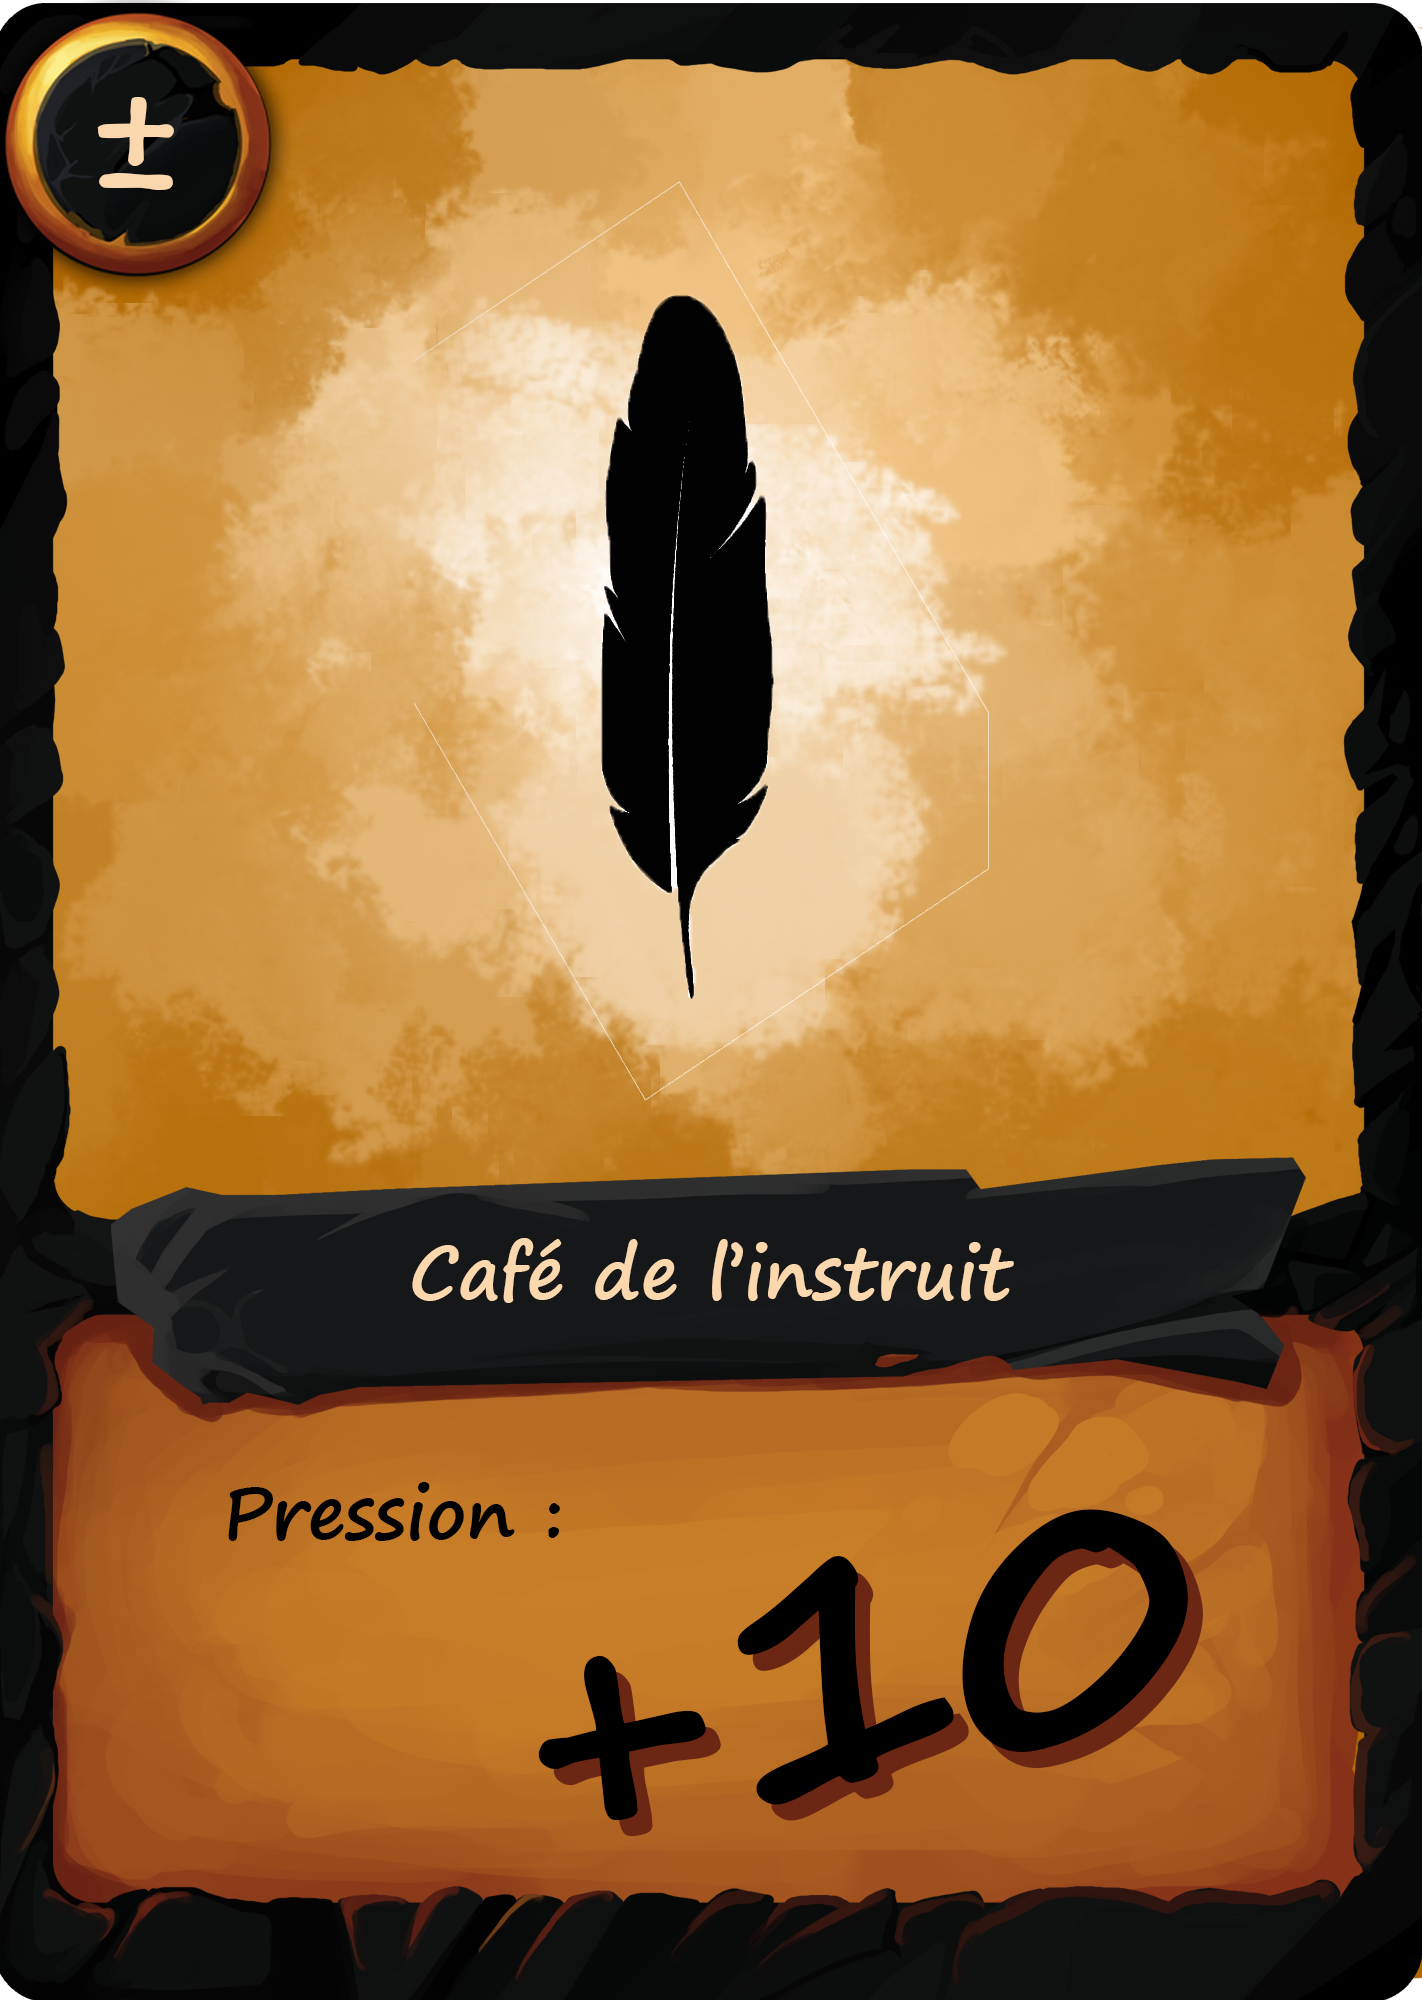 ±
Café de l’instruit
Pression :
+10